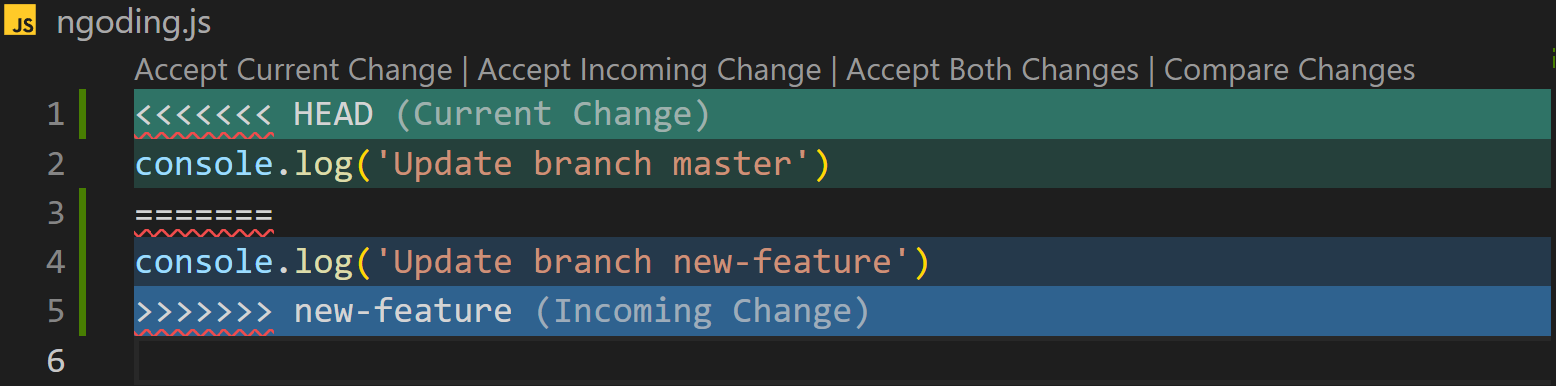 JS ngoding.js
Accept Current Change | Accept Incoming Change | Accept Both Changes | Compare Changes
1 <<<<<<< HEAD (Current Change)
2 console.log('Update branch master')
3 =======
4 console.log('Update branch new-feature')
5 >>>>>>> new-feature (Incoming Change)
6